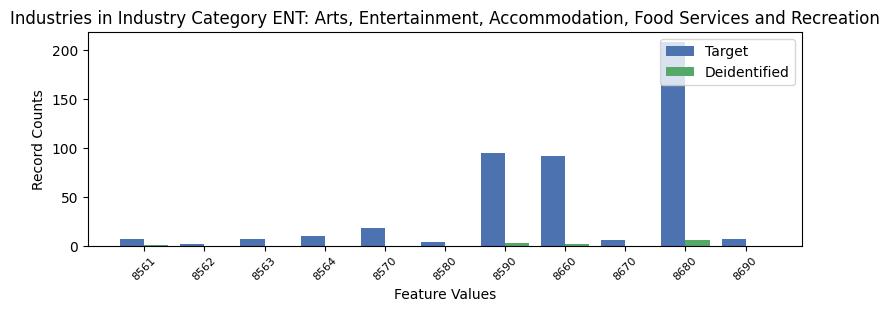 Industries in Industry Category ENT: Arts, Entertainment, Accommodation, Food Services and Recreation
Target
Deidentified
Record Counts
200
150
100
50
0
8561 8562 8563 8564 8570 8580 8590 8660 8670 8680 8690
Feature Values